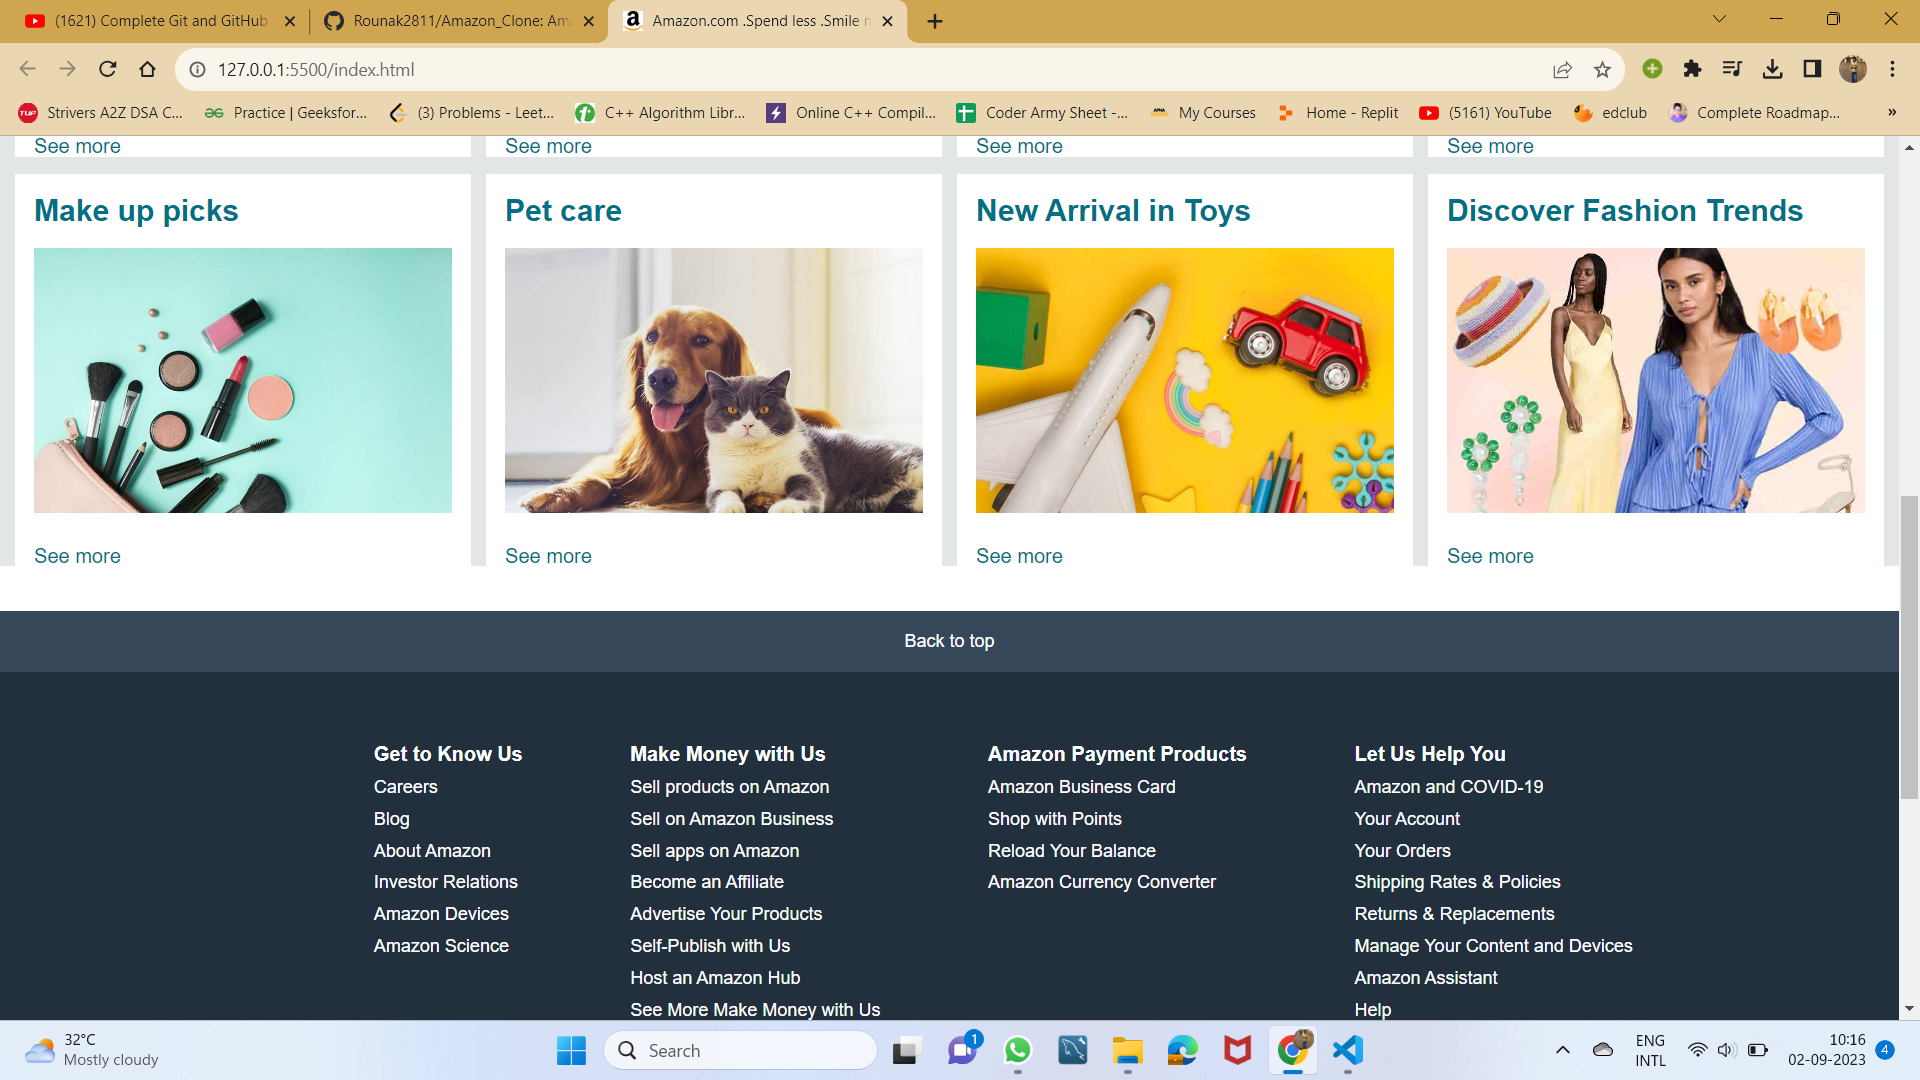 (1621) Complete Git and GitHub
Rounak2811/Amazon_Clone: Am
Amazon.com .Spend less .Smile m
127.0.0.1:5500/index.html
Strivers A2Z DSA C...
Practice | Geeksfor...
(3) Problems - Leet...
C++ Algorithm Libr...
Online C++ Compil...
Coder Army Sheet -...
My Courses
Home - Replit
(5161) YouTube
edclub
Complete Roadmap...
»
See more
See more
See more
See more
Make up picks
Pet care
New Arrival in Toys
Discover Fashion Trends
See more
See more
See more
See more
Back to top
Get to Know Us
Careers
Blog
About Amazon
Investor Relations
Amazon Devices
Amazon Science
Make Money with Us
Sell products on Amazon
Sell on Amazon Business
Sell apps on Amazon
Become an Affiliate
Advertise Your Products
Self-Publish with Us
Host an Amazon Hub
See More Make Money with Us
Amazon Payment Products
Amazon Business Card
Shop with Points
Reload Your Balance
Amazon Currency Converter
Let Us Help You
Amazon and COVID-19
Your Account
Your Orders
Shipping Rates & Policies
Returns & Replacements
Manage Your Content and Devices
Amazon Assistant
Help
32°C
Mostly cloudy
Search
1
ENG
INTL
10:16
02-09-2023
4